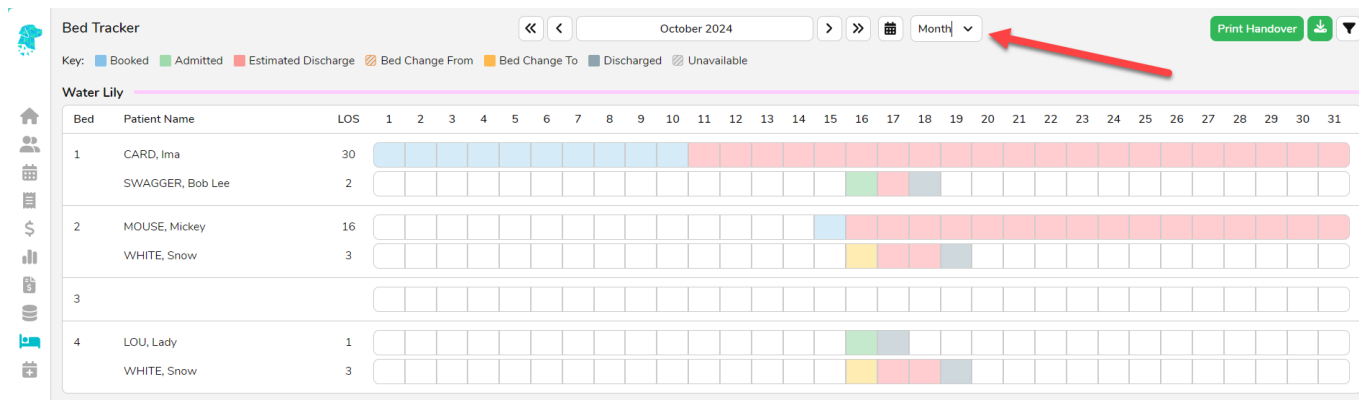 Bed Tracker October 2024 Month Print Handover
Key: Booked Admitted Estimated Discharge Bed Change From Bed Change To Discharged Unavailable
Water Lily
Bed Patient Name LOS 1 2 3 4 5 6 7 8 9 10 11 12 13 14 15 16 17 18 19 20 21 22 23 24 25 26 27 28 29 30 31
1 CARD, Ima 30
SWAGGER, Bob Lee 2
2 MOUSE, Mickey 16
WHITE, Snow 3
3
4 LOU, Lady 1
WHITE, Snow 3